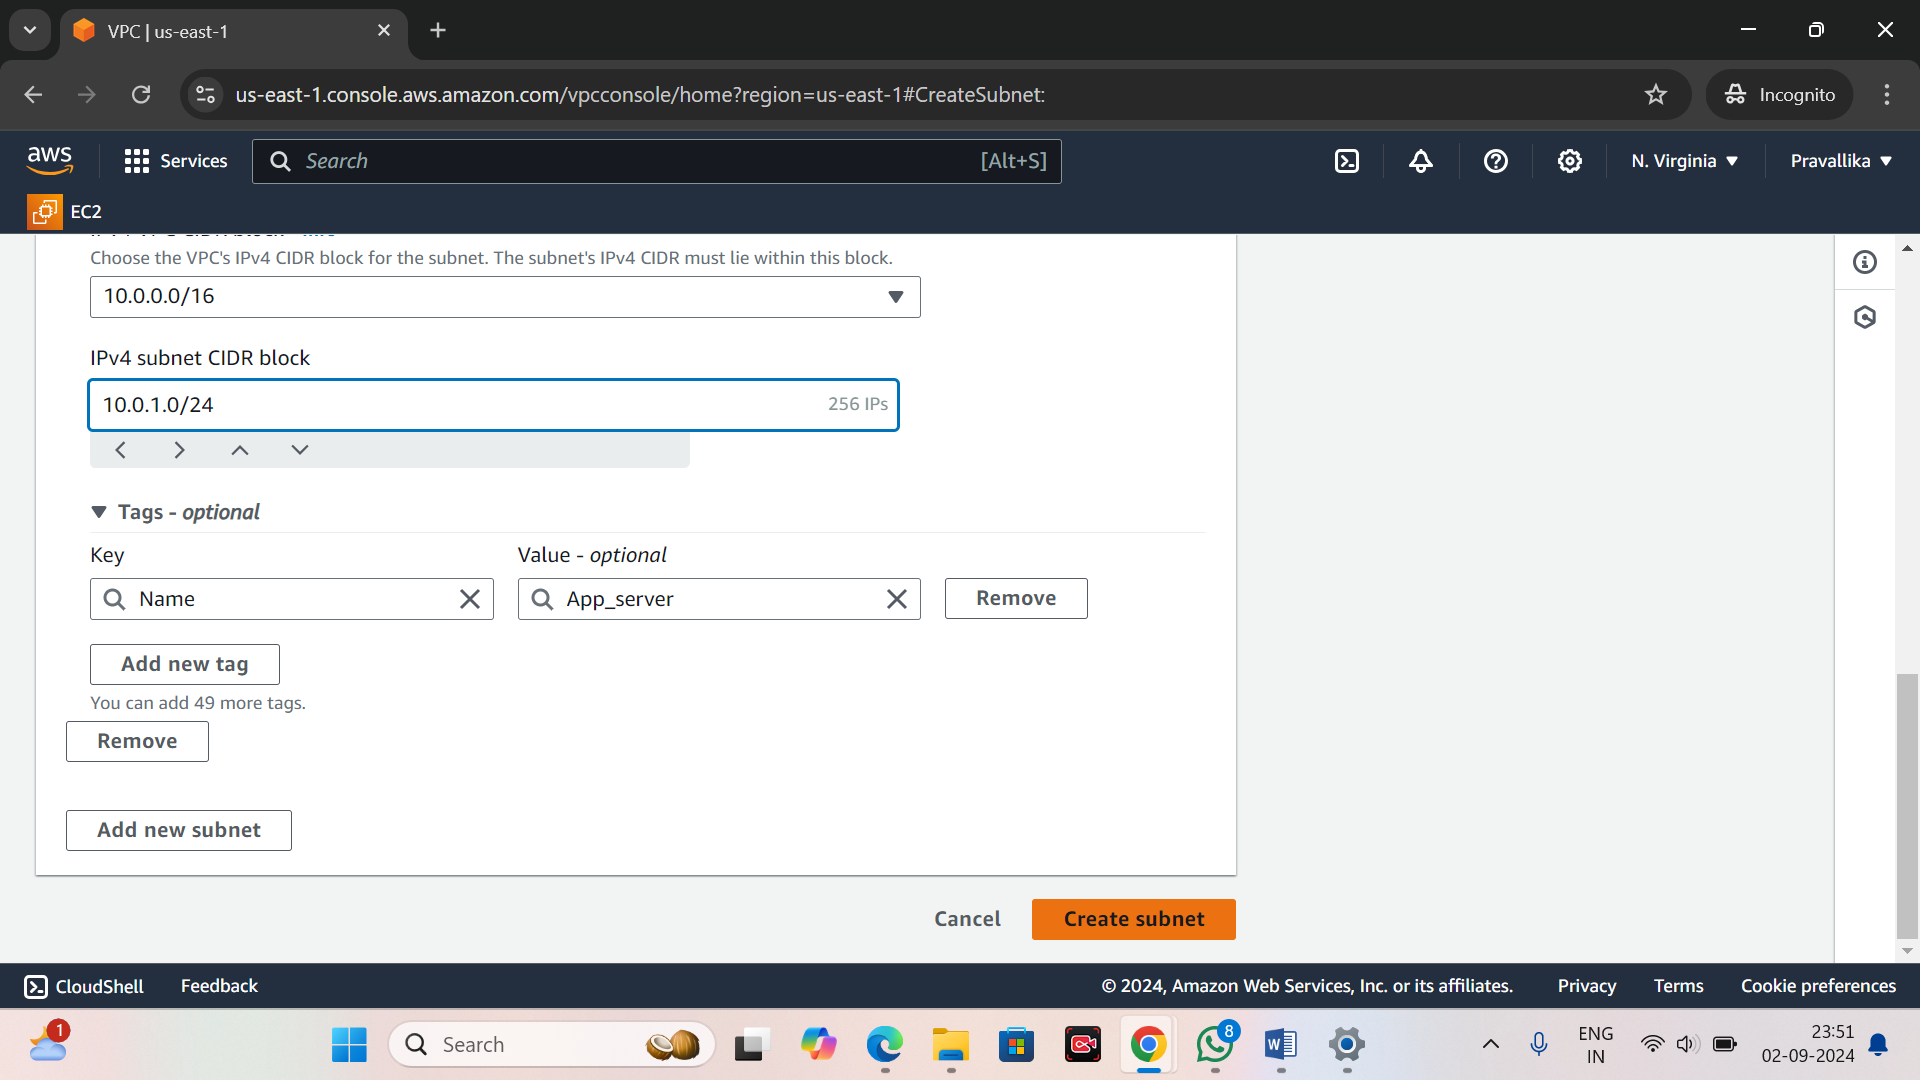 VPC | us-east-1
us-east-1.console.aws.amazon.com/vpcconsole/home?region=us-east-1#CreateSubnet:
Incognito
aws
Services
Search
[Alt+S]
N. Virginia
Pravallika
EC2
Choose the VPC's IPv4 CIDR block for the subnet. The subnet's IPv4 CIDR must lie within this block.
10.0.0.0/16
IPv4 subnet CIDR block
10.0.1.0/24
256 IPs
Tags - optional
Key
Value - optional
Name
App_server
Remove
Add new tag
You can add 49 more tags.
Remove
Add new subnet
Cancel
Create subnet
CloudShell
Feedback
© 2024, Amazon Web Services, Inc. or its affiliates.
Privacy
Terms
Cookie preferences
1
Search
8
ENG
IN
23:51
02-09-2024